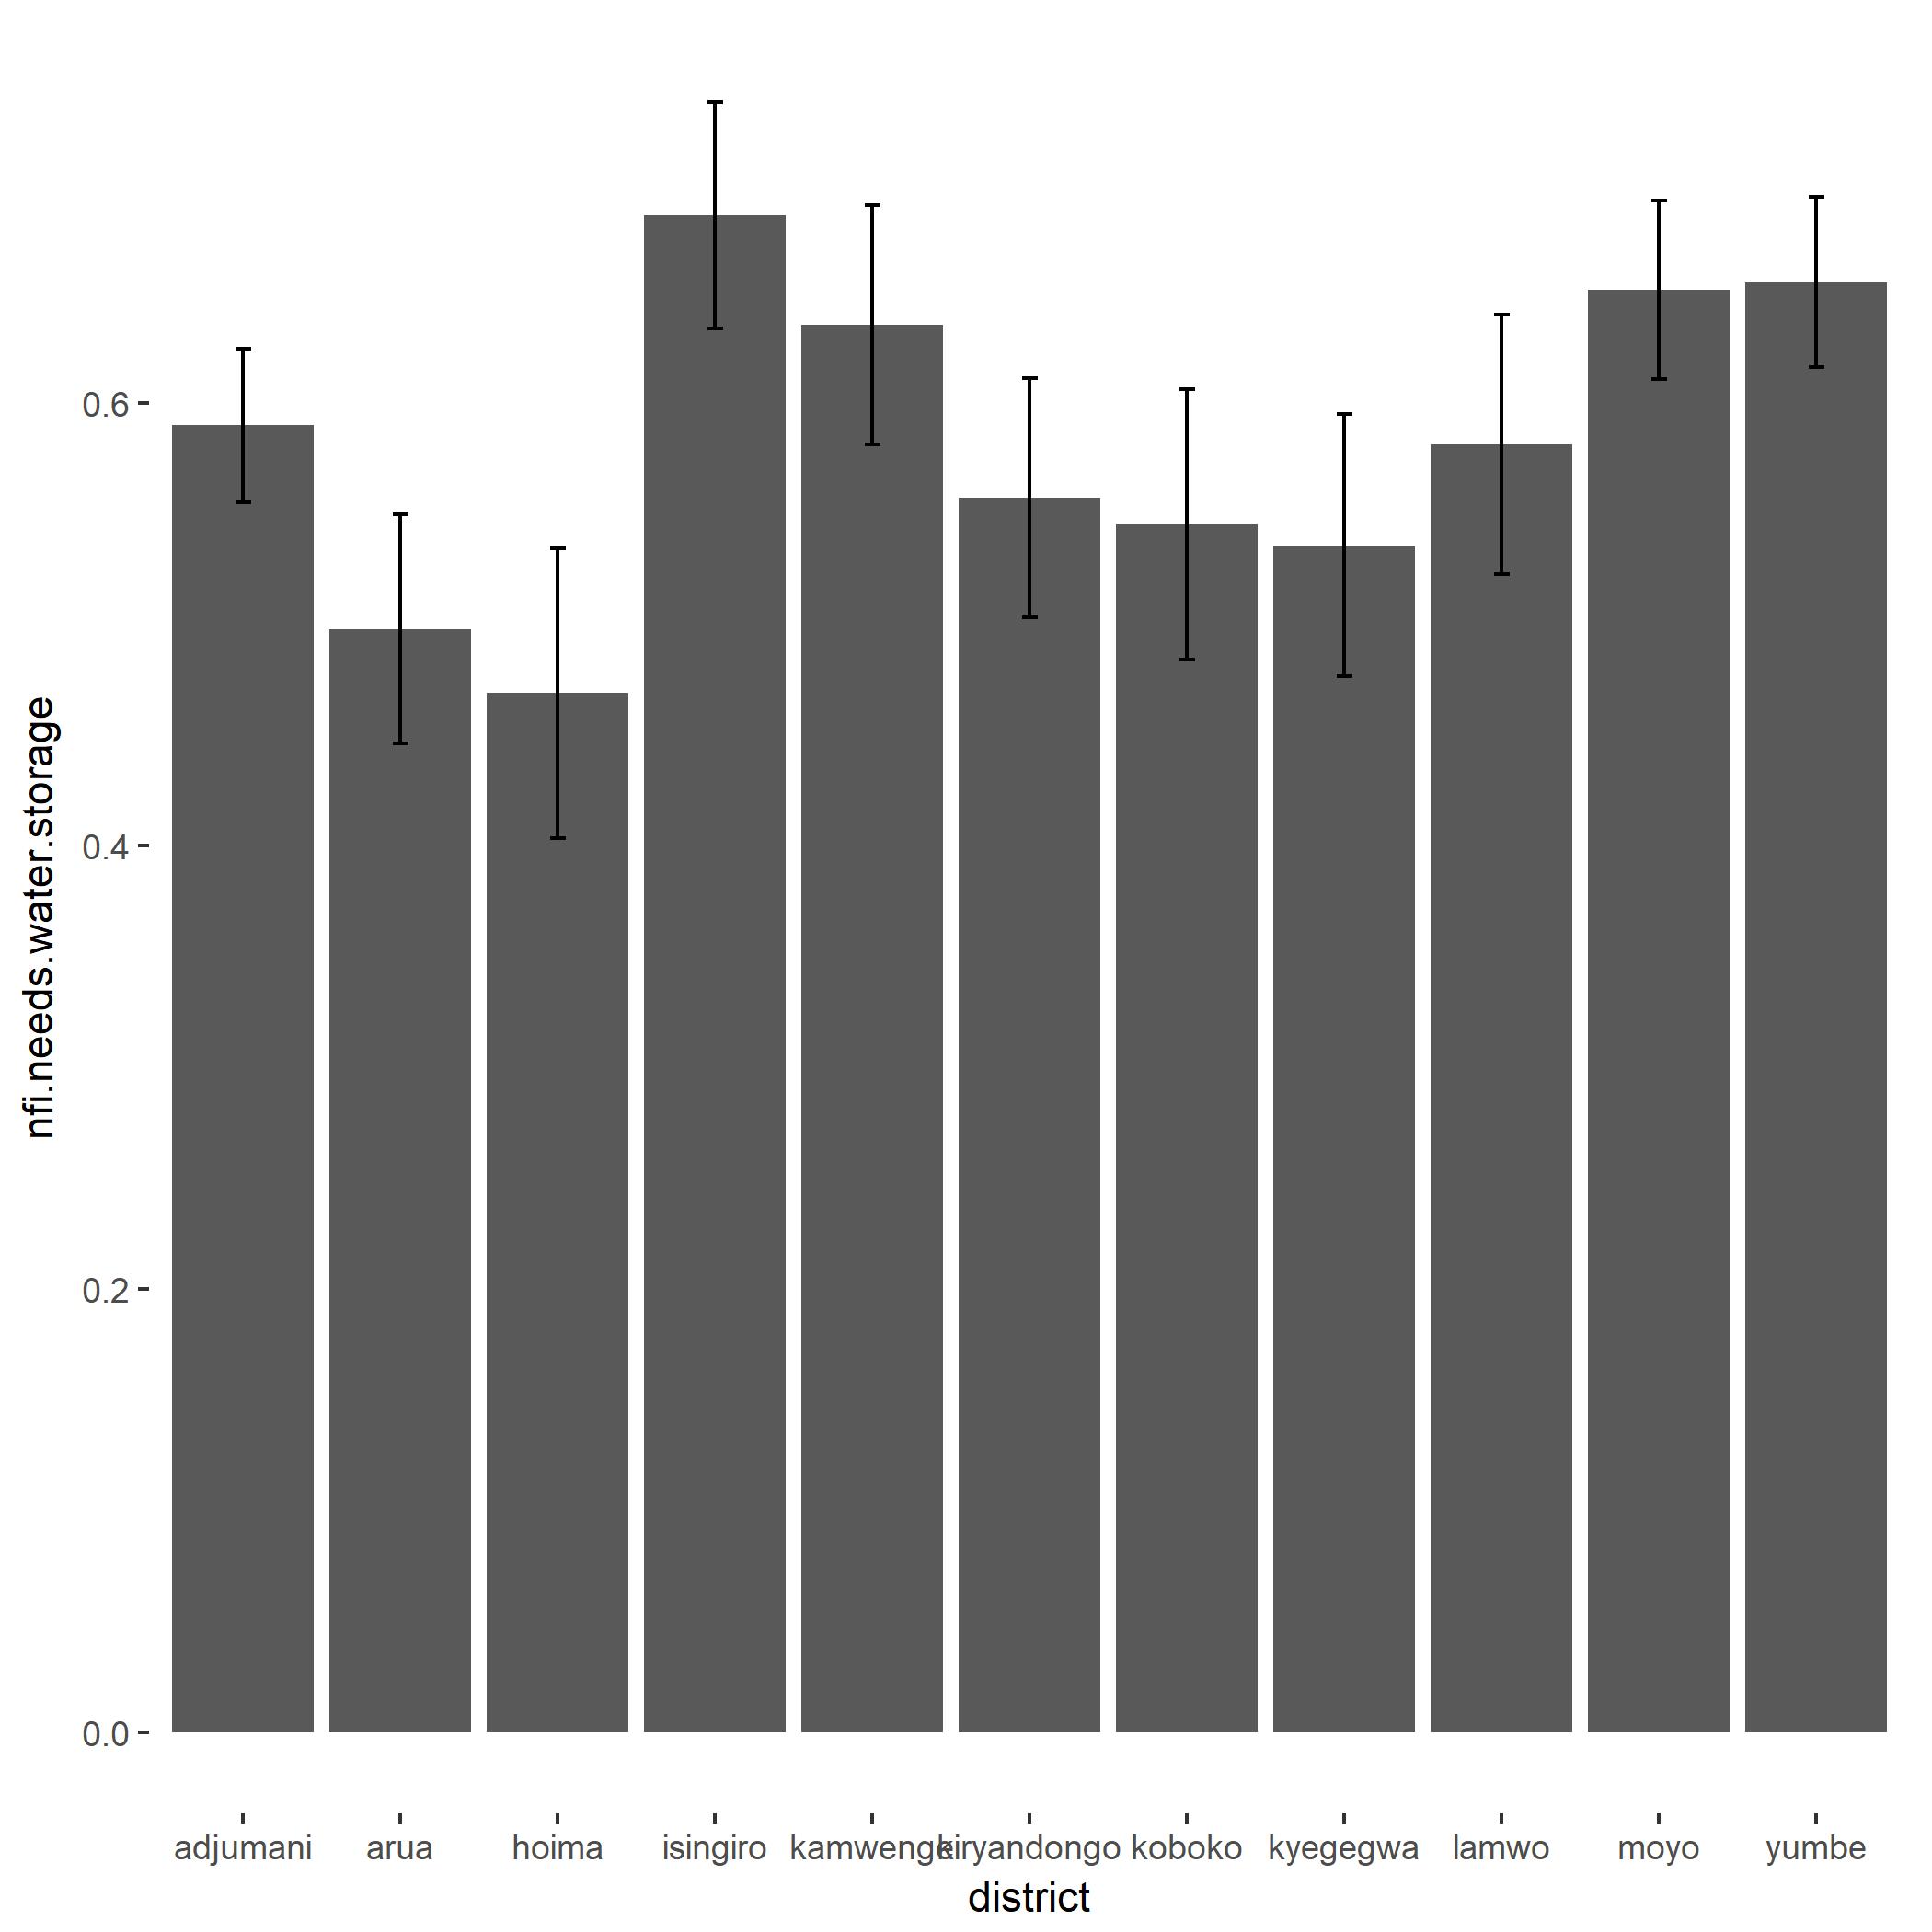 nfi.needs.water.storage
0.6
0.4
0.2
0.0
adjumani arua hoima isingiro kamwenge kiryandongo koboko kyegegwa lamwo moyo yumbe
district